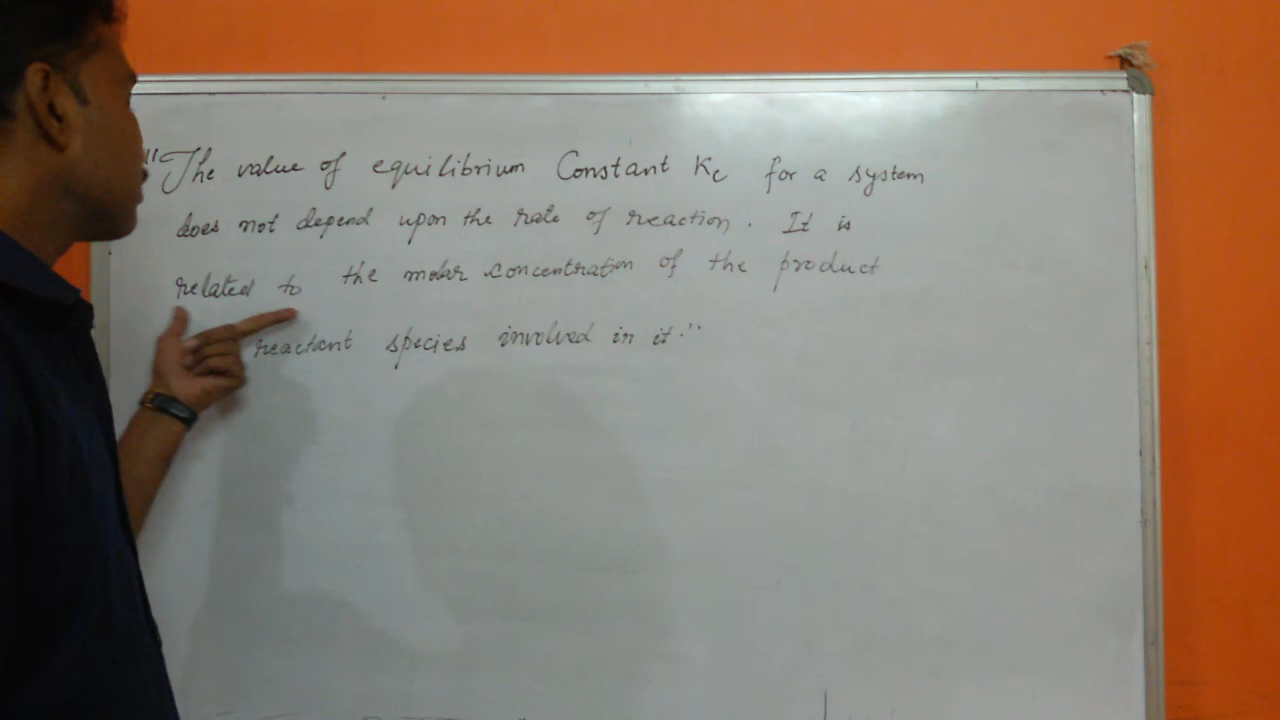 "The value of equilibrium Constant Kc for a system
does not depend upon the rate of reaction. It is
related to the molar concentration of the product
reactant species involved in it."